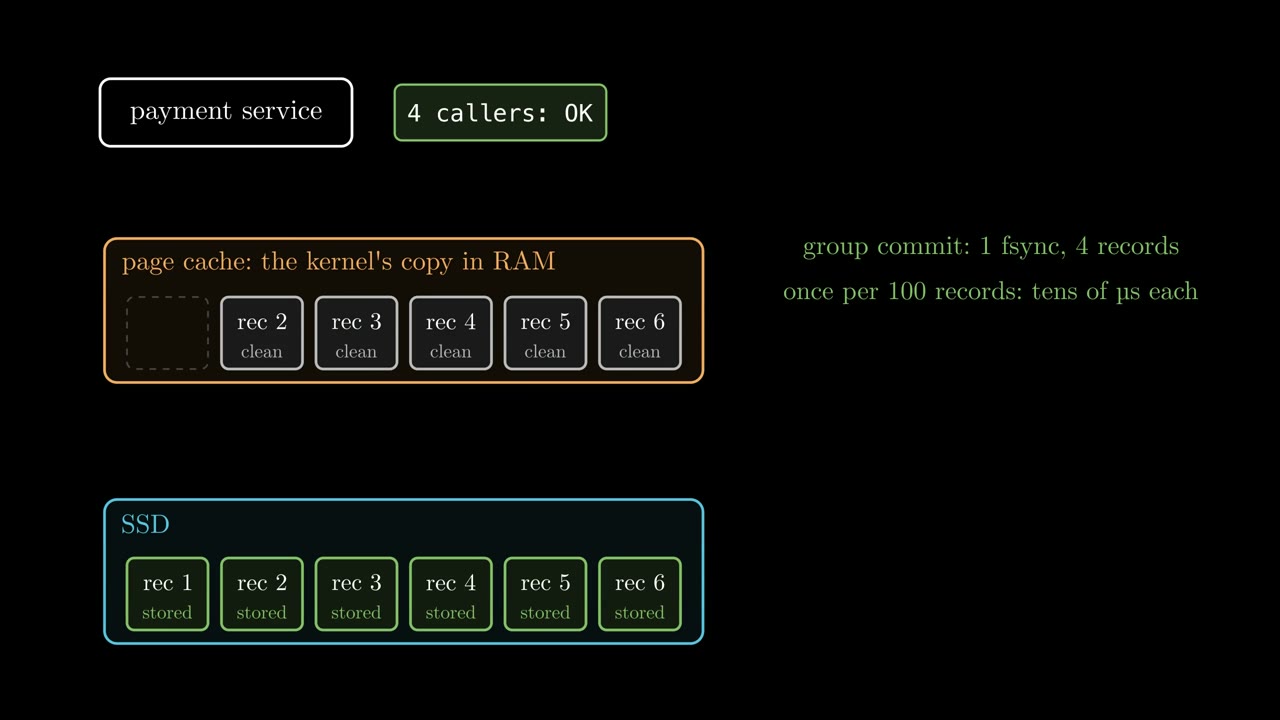 payment service
4 callers: OK
page cache: the kernel's copy in RAM
rec 2 rec 3 rec 4 rec 5 rec 6
clean clean clean clean clean
group commit: 1 fsync, 4 records
once per 100 records: tens of µs each
SSD
rec 1 rec 2 rec 3 rec 4 rec 5 rec 6
stored stored stored stored stored stored